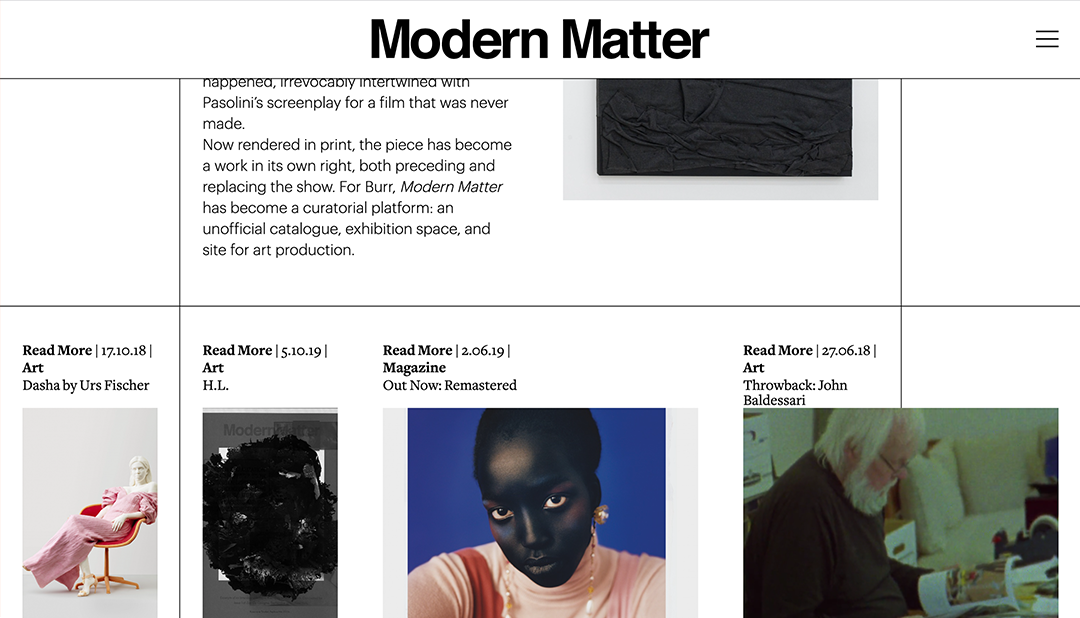 Modern Matter
happened, irrevocably intertwined with
Pasolini's screenplay for a film that was never
made.
Now rendered in print, the piece has become
a work in its own right, both preceding and
replacing the show. For Burr, Modern Matter
has become a curatorial platform: an
unofficial catalogue, exhibition space, and
site for art production.
Read More | 17.10.18 |
Art
Dasha by Urs Fischer
Read More | 5.10.19 |
Art
H.L.
Modern Matter
Read More | 2.06.19 |
Magazine
Out Now: Remastered
Read More | 27.06.18 |
Art
Throwback: John
Baldessari